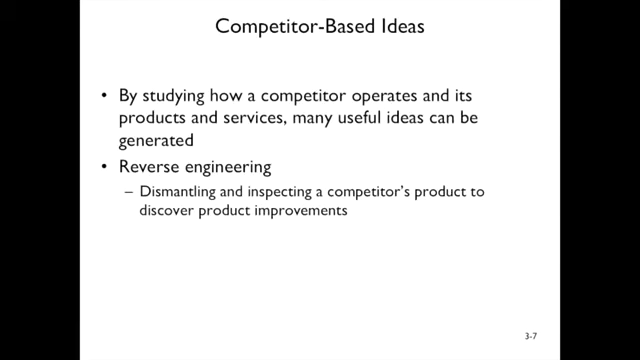 Competitor-Based Ideas
• By studying how a competitor operates and its
products and services, many useful ideas can be
generated
• Reverse engineering
– Dismantling and inspecting a competitor's product to
discover product improvements
3-7